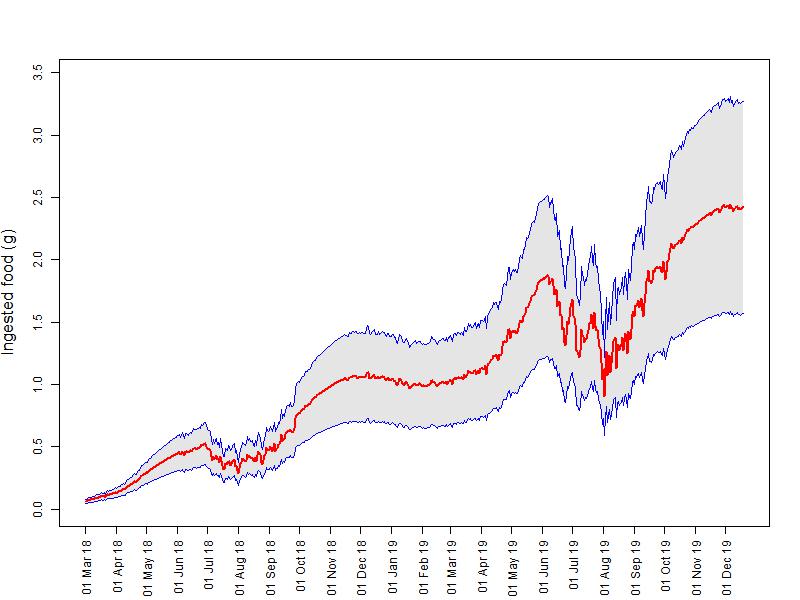 Ingested food (g)
3.5
3.0
2.5
2.0
1.5
1.0
0.5
0.0
01 Mar 18
01 Apr 18
01 May 18
01 Jun 18
01 Jul 18
01 Aug 18
01 Sep 18
01 Oct 18
01 Nov 18
01 Dec 18
01 Jan 19
01 Feb 19
01 Mar 19
01 Apr 19
01 May 19
01 Jun 19
01 Jul 19
01 Aug 19
01 Sep 19
01 Oct 19
01 Nov 19
01 Dec 19